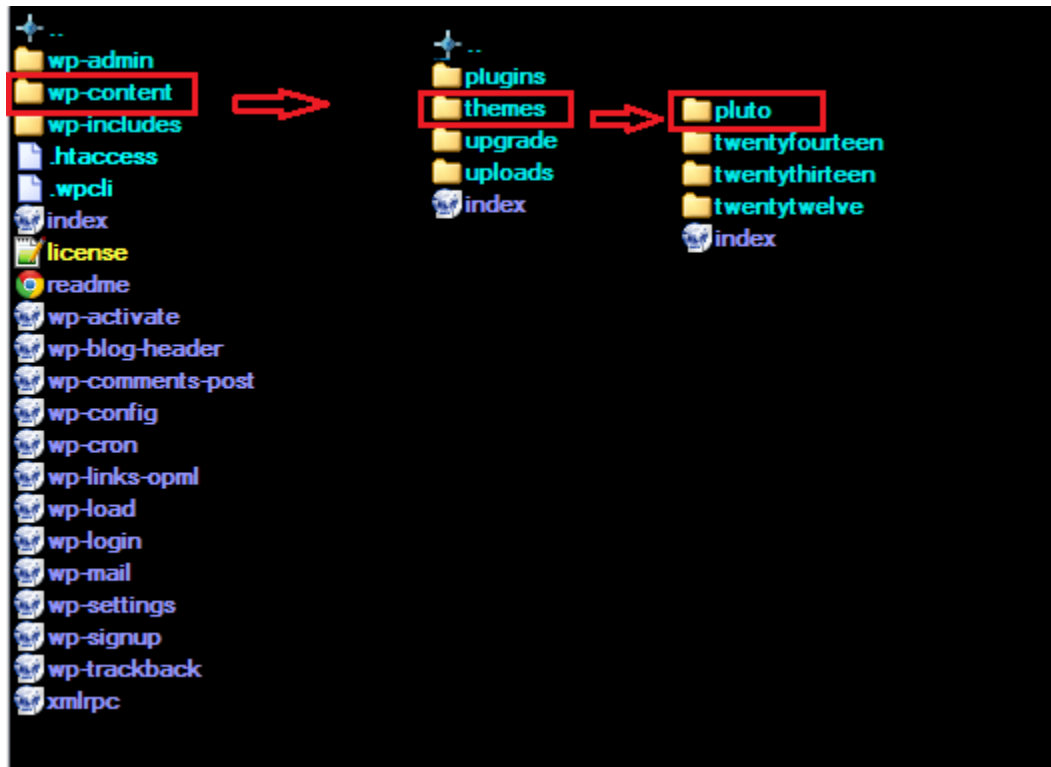 ..
wp-admin
wp-content
wp-includes
.htaccess
.wpcli
index
license
readme
wp-activate
wp-blog-header
wp-comments-post
wp-config
wp-cron
wp-links-opml
wp-load
wp-login
wp-mail
wp-settings
wp-signup
wp-trackback
xmlrpc
..
plugins
themes
upgrade
uploads
index
pluto
twentyfourteen
twentythirteen
twentytwelve
index